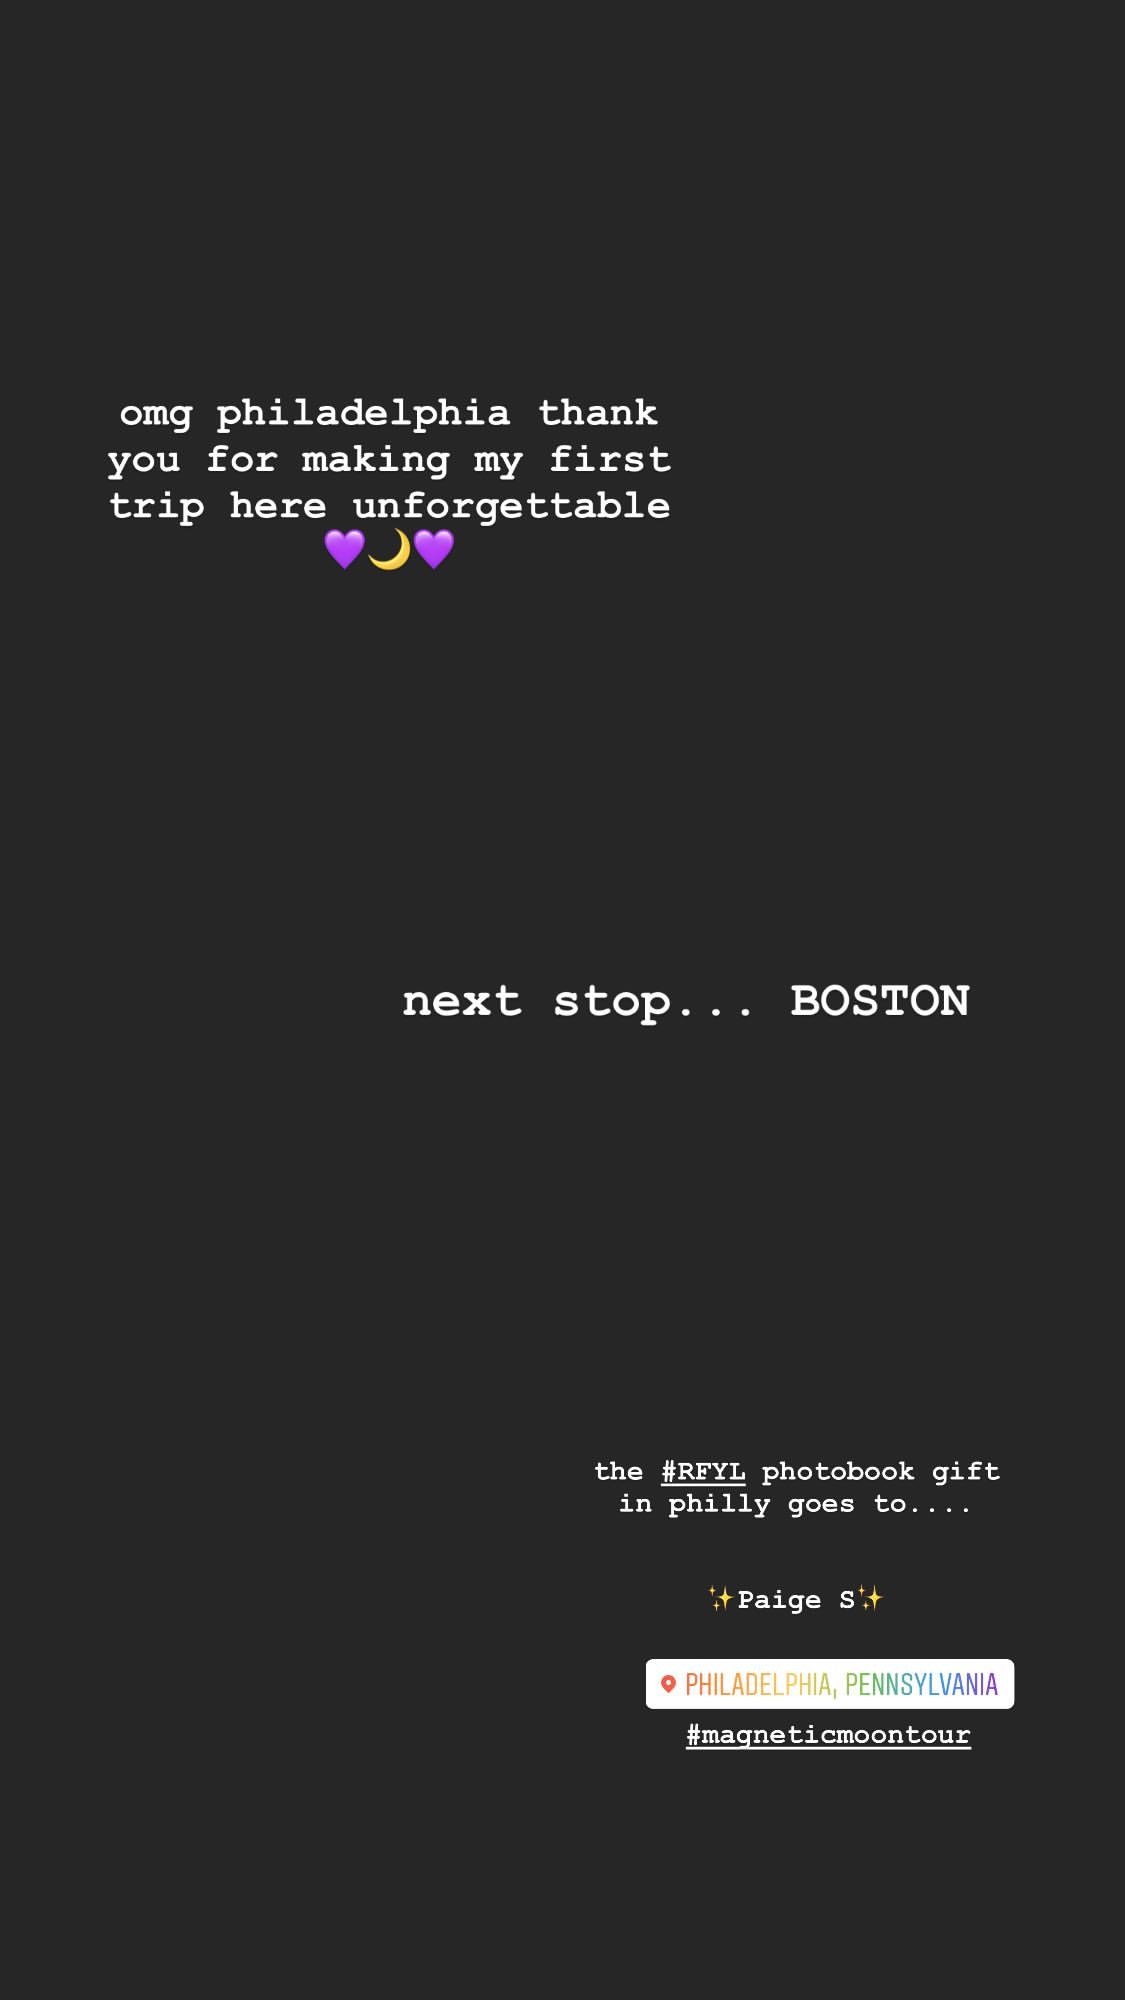 omg philadelphia thank
you for making my first
trip here unforgettable
💜🌙💜
next stop... BOSTON
the #RFYL photobook gift
in philly goes to....
✨Paige S✨
PHILADELPHIA, PENNSYLVANIA
#magneticmoontour